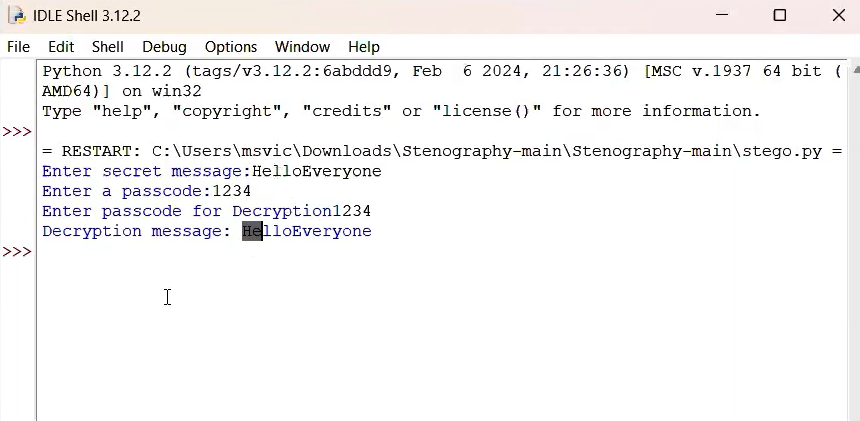 IDLE Shell 3.12.2
File Edit Shell Debug Options Window Help
Python 3.12.2 (tags/v3.12.2:6abddd9, Feb  6 2024, 21:26:36) [MSC v.1937 64 bit (
AMD64)] on win32
Type "help", "copyright", "credits" or "license()" for more information.
>>>
= RESTART: C:\Users\msvic\Downloads\Stenography-main\Stenography-main\stego.py =
Enter secret message:HelloEveryone
Enter a passcode:1234
Enter passcode for Decryption1234
Decryption message: HelloEveryone
>>>